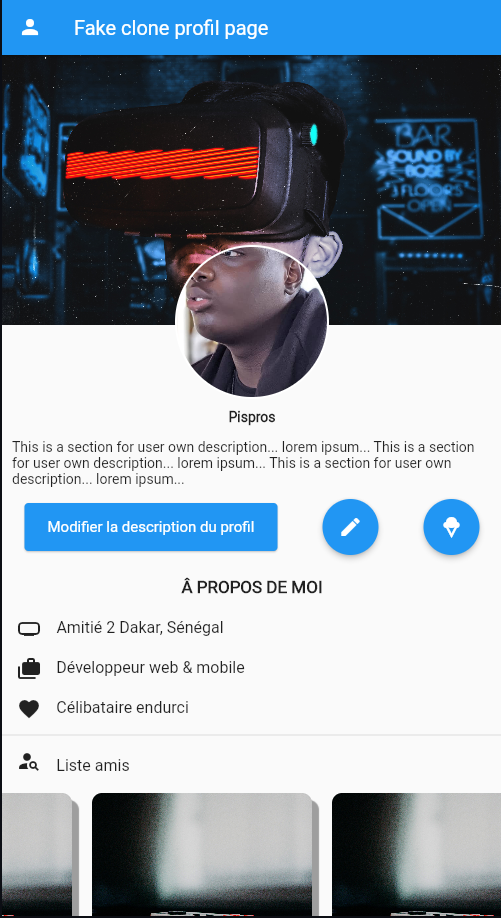 Fake clone profil page
BAR
SOUND BY
BOSE
3 FLOORS
OPEN
Pispros
This is a section for user own description... lorem ipsum... This is a section
for user own description... lorem ipsum... This is a section for user own
description... lorem ipsum...
Modifier la description du profil
Â PROPOS DE MOI
Amitié 2 Dakar, Sénégal
Développeur web & mobile
Célibataire endurci
Liste amis